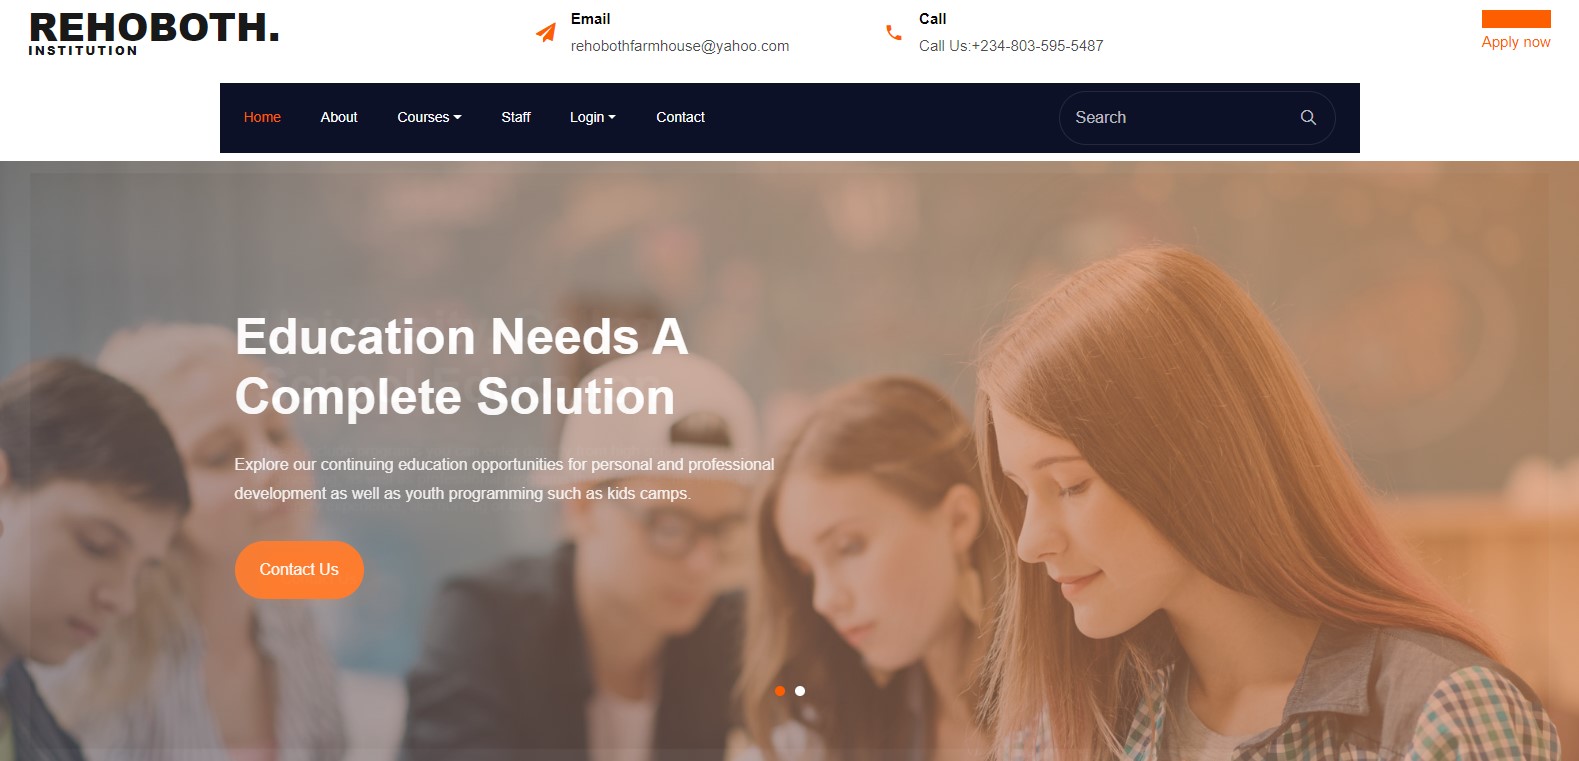 REHOBOTH.
INSTITUTION
Email
rehobothfarmhouse@yahoo.com
Call
Call Us:+234-803-595-5487
Apply now
Home
About
Courses
Staff
Login
Contact
Search
Education Needs A
Complete Solution
Explore our continuing education opportunities for personal and professional
development as well as youth programming such as kids camps.
Contact Us